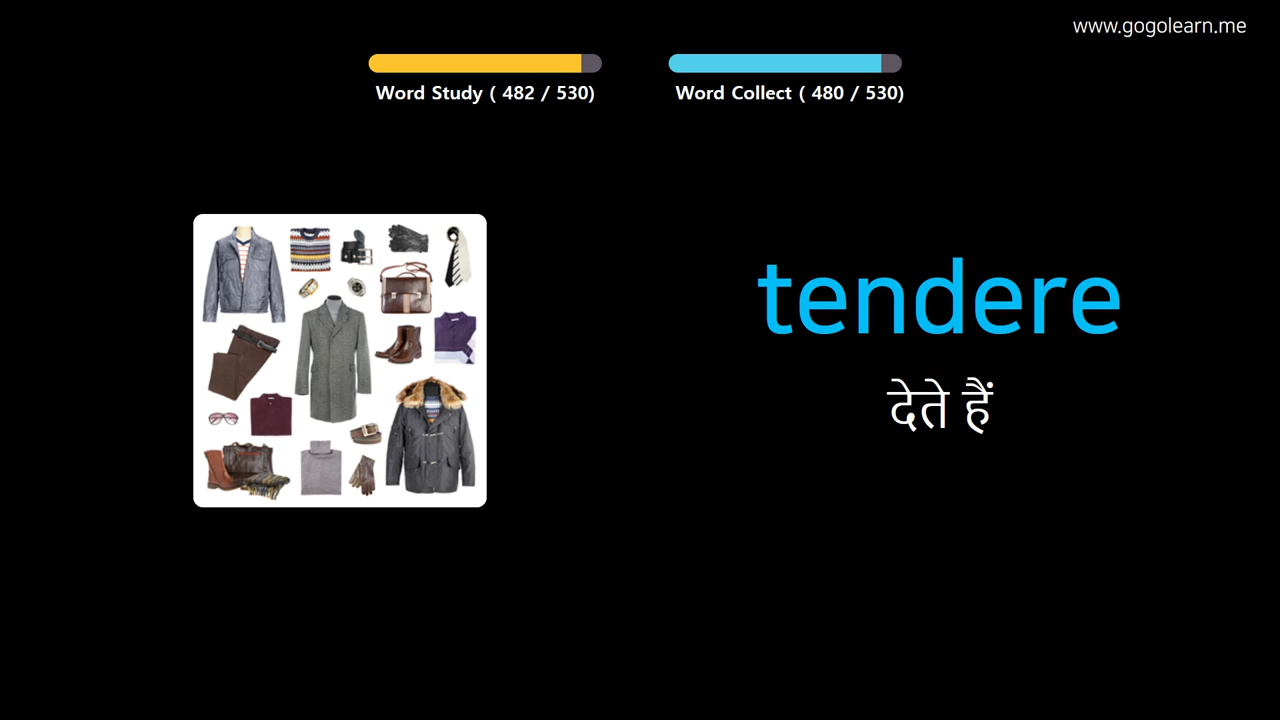 www.gogolearn.me
Word Study ( 482 / 530)
Word Collect ( 480 / 530)
tendere
देते हैं